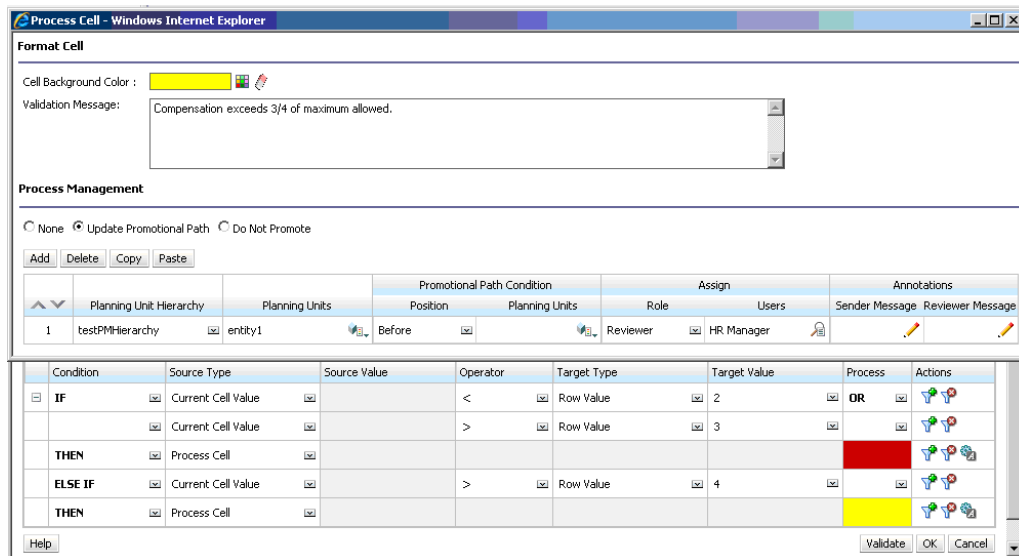 Process Cell - Windows Internet Explorer
Format Cell
Cell Background Color :
Validation Message:
Compensation exceeds 3/4 of maximum allowed.
Process Management
None Update Promotional Path Do Not Promote
Add Delete Copy Paste
Promotional Path Condition Assign Annotations
Planning Unit Hierarchy Planning Units Position Planning Units Role Users Sender Message Reviewer Message
1 testPMHierarchy entity1 Before Reviewer HR Manager
Condition Source Type Source Value Operator Target Type Target Value Process Actions
IF Current Cell Value < Row Value 2 OR
Current Cell Value > Row Value 3
THEN Process Cell
ELSE IF Current Cell Value > Row Value 4
THEN Process Cell
Help Validate OK Cancel